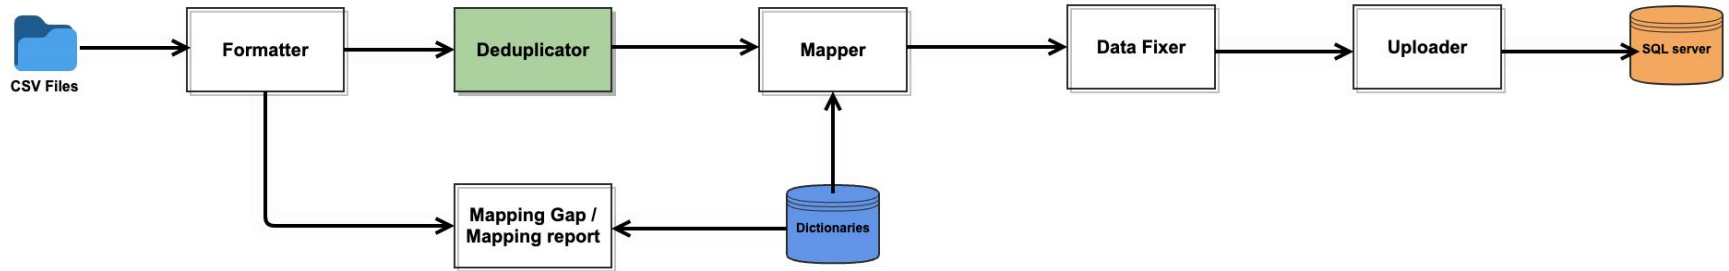 CSV Files
Formatter
Deduplicator
Mapper
Data Fixer
Uploader
SQL server
Mapping Gap /
Mapping report
Dictionaries